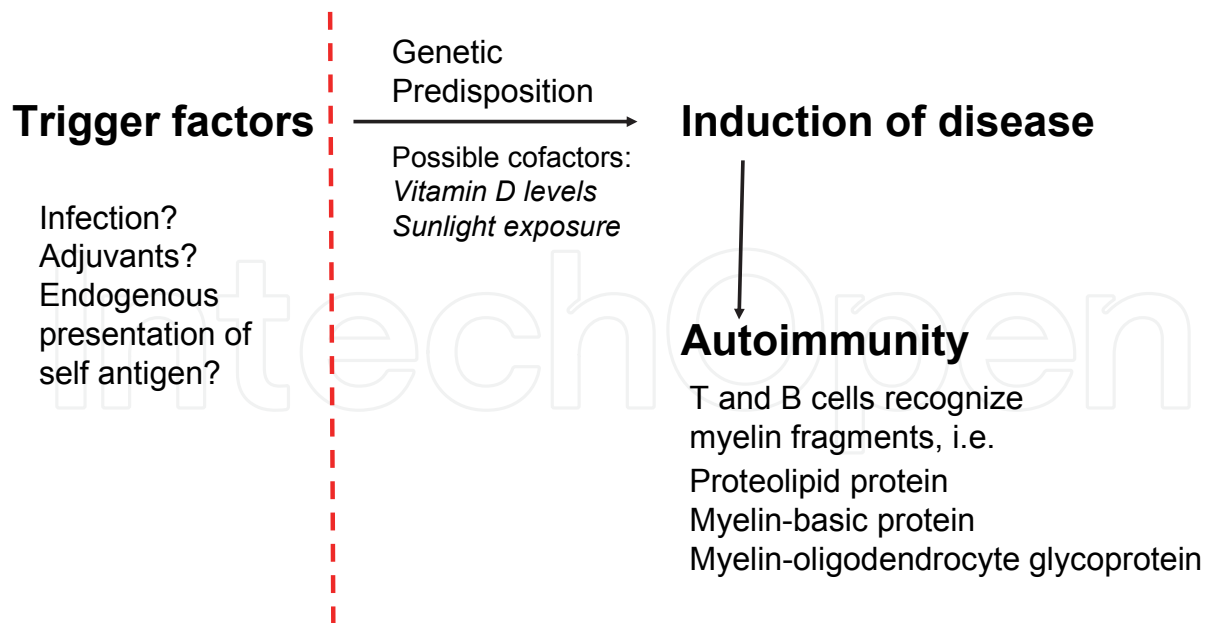 Trigger factors
Infection?
Adjuvants?
Endogenous
presentation of
self antigen?
Genetic
Predisposition
Possible cofactors:
Vitamin D levels
Sunlight exposure
Induction of disease
Autoimmunity
T and B cells recognize
myelin fragments, i.e.
Proteolipid protein
Myelin-basic protein
Myelin-oligodendrocyte glycoprotein
IntechOpen